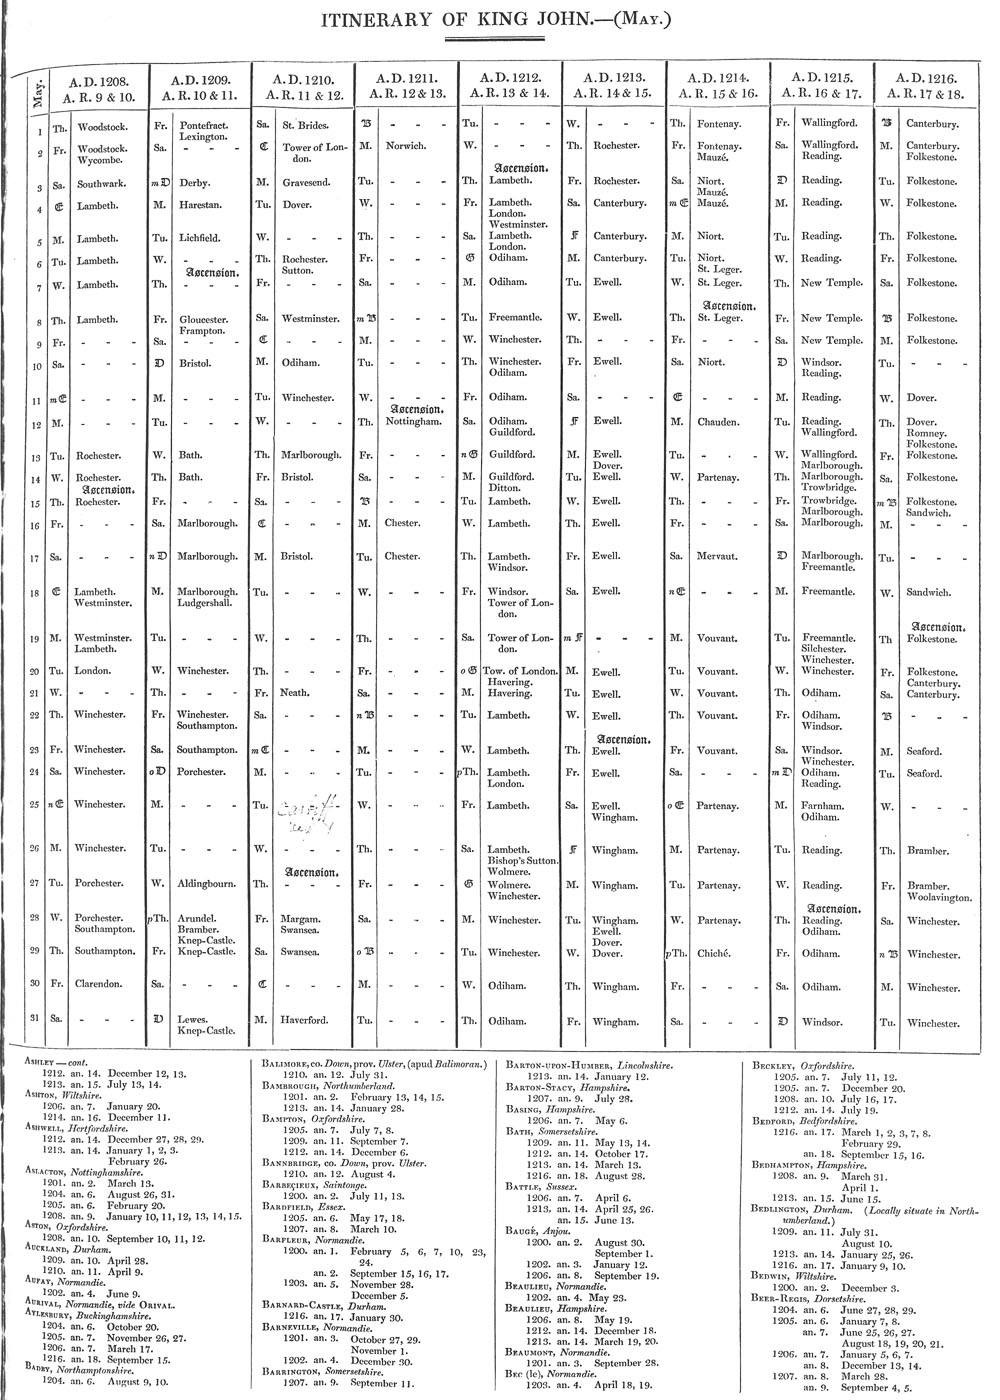 ITINERARY OF KING JOHN.—(MAY.)
May. A.D. 1208. A.D. 1209. A.D. 1210. A.D. 1211. A.D. 1212. A.D. 1213. A.D. 1214. A.D. 1215. A.D. 1216.
A. R. 9 & 10. A. R. 10 & 11. A. R. 11 & 12. A. R. 12 & 13. A. R. 13 & 14. A. R. 14 & 15. A. R. 15 & 16. A. R. 16 & 17. A. R. 17 & 18.
1 Th. Woodstock. Fr. Pontefract. Sa. St. Brides. B - - - Tu. - - - W. - - - Th. Fontenay. Fr. Wallingford. B Canterbury.
Lexington.
2 Fr. Woodstock. Sa. - - - C Tower of Lon- M. Norwich. W. - - - Th. Rochester. Fr. Fontenay. Sa. Wallingford. M. Canterbury.
Wycombe. don. Mauzé. Reading. Folkestone.
Ascension.
3 Sa. Southwark. m D Derby. M. Gravesend. Tu. - - - Th. Lambeth. Fr. Rochester. Sa. Niort. D Reading. Tu. Folkestone.
Mauzé.
4 E Lambeth. M. Harestan. Tu. Dover. W. - - - Fr. Lambeth. Sa. Canterbury. m E Mauzé. M. Reading. W. Folkestone.
London.
Westminster.
5 M. Lambeth. Tu. Lichfield. W. - - - Th. - - - Sa. Lambeth. F Canterbury. M. Niort. Tu. Reading. Th. Folkestone.
London.
6 Tu. Lambeth. W. - - - Th. Rochester. Fr. - - - G Odiham. M. Canterbury. Tu. Niort. W. Reading. Fr. Folkestone.
Ascension. Sutton. St. Leger.
7 W. Lambeth. Th. - - - Fr. - - - Sa. - - - M. Odiham. Tu. Ewell. W. St. Leger. Th. New Temple. Sa. Folkestone.
Ascension.
8 Th. Lambeth. Fr. Gloucester. Sa. Westminster. m B - - - Tu. Freemantle. W. Ewell. Th. St. Leger. Fr. New Temple. B Folkestone.
Frampton.
9 Fr. - - - Sa. - - - C - - - M. - - - W. Winchester. Th. - - - Fr. - - - Sa. New Temple. M. Folkestone.
10 Sa. - - - D Bristol. M. Odiham. Tu. - - - Th. Winchester. Fr. Ewell. Sa. Niort. D Windsor. Tu. - - -
Odiham. Reading.
11 m E - - - M. - - - Tu. Winchester. W. - - - Fr. Odiham. Sa. - - - E - - - M. Reading. W. Dover.
Ascension.
12 M. - - - Tu. - - - W. - - - Th. Nottingham. Sa. Odiham. F Ewell. M. Chauden. Tu. Reading. Th. Dover.
Guildford. Wallingford. Romney.
Folkestone.
13 Tu. Rochester. W. Bath. Th. Marlborough. Fr. - - - n G Guildford. M. Ewell. Tu. - - - W. Wallingford. Fr. Folkestone.
Dover. Marlborough.
14 W. Rochester. Th. Bath. Fr. Bristol. Sa. - - - M. Guildford. Tu. Ewell. W. Partenay. Th. Marlborough. Sa. Folkestone.
Ascension. Ditton. Trowbridge.
15 Th. Rochester. Fr. - - - Sa. - - - B - - - Tu. Lambeth. W. Ewell. Th. - - - Fr. Trowbridge. m B Folkestone.
Marlborough. Sandwich.
16 Fr. - - - Sa. Marlborough. C - - - M. Chester. W. Lambeth. Th. Ewell. Fr. - - - Sa. Marlborough. M. - - -
17 Sa. - - - n D Marlborough. M. Bristol. Tu. Chester. Th. Lambeth. Fr. Ewell. Sa. Mervaut. D Marlborough. Tu. - - -
Windsor. Freemantle.
18 E Lambeth. M. Marlborough. Tu. - - - W. - - - Fr. Windsor. Sa. Ewell. n E - - - M. Freemantle. W. Sandwich.
Westminster. Ludgershall. Tower of Lon-
don.
Ascension.
19 M. Westminster. Tu. - - - W. - - - Th. - - - Sa. Tower of Lon- m F - - - M. Vouvant. Tu. Freemantle. Th Folkestone.
Lambeth. don. Silchester.
Winchester.
20 Tu. London. W. Winchester. Th. - - - Fr. - - - o G Tow. of London. M. Ewell. Tu. Vouvant. W. Winchester. Fr. Folkestone.
Havering. Canterbury.
21 W. - - - Th. - - - Fr. Neath. Sa. - - - M. Havering. Tu. Ewell. W. Vouvant. Th. Odiham. Sa. Canterbury.
22 Th. Winchester. Fr. Winchester. Sa. - - - n B - - - Tu. Lambeth. W. Ewell. Th. Vouvant. Fr. Odiham. B - - -
Southampton. Windsor.
Ascension.
23 Fr. Winchester. Sa. Southampton. m C - - - M. - - - W. Lambeth. Th. Ewell. Fr. Vouvant. Sa. Windsor. M. Seaford.
Winchester.
24 Sa. Winchester. o D Porchester. M. - - - Tu. - - - p Th. Lambeth. Fr. Ewell. Sa. - - - m D Odiham. Tu. Seaford.
London. Reading.
25 n E Winchester. M. - - - Tu. W. - - - Fr. Lambeth. Sa. Ewell. o E Partenay. M. Farnham. W. - - -
Wingham. Odiham.
26 M. Winchester. Tu. - - - W. - - - Th. - - - Sa. Lambeth. F Wingham. M. Partenay. Tu. Reading. Th. Bramber.
Bishop's Sutton.
Ascension. Wolmere.
27 Tu. Porchester. W. Aldingbourn. Th. - - - Fr. - - - G Wolmere. M. Wingham. Tu. Partenay. W. Reading. Fr. Bramber.
Winchester. Woolavington.
Ascension.
28 W. Porchester. p Th. Arundel. Fr. Margam. Sa. - - - M. Winchester. Tu. Wingham. W. Partenay. Th. Reading. Sa. Winchester.
Southampton. Bramber. Swansea. Ewell. Odiham.
Knep-Castle. Dover.
29 Th. Southampton. Fr. Knep-Castle. Sa. Swansea. o B - - - Tu. Winchester. W. Dover. p Th. Chiché. Fr. Odiham. n B Winchester.
30 Fr. Clarendon. Sa. - - - C - - - M. - - - W. Odiham. Th. Wingham. Fr. - - - Sa. Odiham. M. Winchester.
31 Sa. - - - D Lewes. M. Haverford. Tu. - - - Th. Odiham. Fr. Wingham. Sa. - - - D Windsor. Tu. Winchester.
Knep-Castle.
ASHLEY—cont.
1212. an. 14. December 12, 13.
1213. an. 15. July 13, 14.
ASHTON, Wiltshire.
1206. an. 7. January 20.
1214. an. 16. December 11.
ASHWELL, Hertfordshire.
1212. an. 14. December 27, 28, 29.
1213. an. 14. January 1, 2, 3.
February 26.
ASLACTON, Nottinghamshire.
1201. an. 2. March 13.
1204. an. 6. August 26, 31.
1205. an. 6. February 20.
1208. an. 9. January 10, 11, 12, 13, 14, 15.
ASTON, Oxfordshire.
1208. an. 10. September 10, 11, 12.
AUCKLAND, Durham.
1209. an. 10. April 28.
1210. an. 11. April 9.
AUFAY, Normandie.
1202. an. 4. June 9.
AURIVAL, Normandie, vide ORIVAL.
AYLESBURY, Buckinghamshire.
1204. an. 6. October 20.
1205. an. 7. November 26, 27.
1206. an. 7. March 17.
1216. an. 18. September 15.
BADBY, Northamptonshire.
1204. an. 6. August 9, 10.
BALIMORE, co. Down, prov. Ulster, (apud Balimoran.)
1210. an. 12. July 31.
BAMBROUGH, Northumberland.
1201. an. 2. February 13, 14, 15.
1213. an. 14. January 28.
BAMPTON, Oxfordshire.
1205. an. 7. July 7, 8.
1209. an. 11. September 7.
1212. an. 14. December 6.
BANNBRIDGE, co. Down, prov. Ulster.
1210. an. 12. August 4.
BARBEÇIEUX, Saintonge.
1200. an. 2. July 11, 13.
BARDFIELD, Essex.
1205. an. 6. May 17, 18.
1207. an. 8. March 10.
BARFLEUR, Normandie.
1200. an. 1. February 5, 6, 7, 10, 23,
24.
an. 2. September 15, 16, 17.
1203. an. 5. November 28.
December 5.
BARNARD-CASTLE, Durham.
1216. an. 17. January 30.
BARNEVILLE, Normandie.
1201. an. 3. October 27, 29.
November 1.
1202. an. 4. December 30.
BARRINGTON, Somersetshire.
1207. an. 9. September 11.
BARTON-UPON-HUMBER, Lincolnshire.
1213. an. 14. January 12.
BARTON-STACY, Hampshire.
1207. an. 9. July 28.
BASING, Hampshire.
1206. an. 7. May 6.
BATH, Somersetshire.
1209. an. 11. May 13, 14.
1212. an. 14. October 17.
1213. an. 14. March 13.
1216. an. 18. August 28.
BATTLE, Sussex.
1206. an. 7. April 6.
1213. an. 14. April 25, 26.
an. 15. June 13.
BAUGÉ, Anjou.
1200. an. 2. August 30.
September 1.
1202. an. 3. January 12.
1206. an. 8. September 19.
BEAULIEU, Normandie.
1202. an. 4. May 23.
BEAULIEU, Hampshire.
1206. an. 8. May 19.
1212. an. 14. December 18.
1213. an. 14. March 19, 20.
BEAUMONT, Normandie.
1201. an. 3. September 28.
BEC (le), Normandie.
1203. an. 4. April 18, 19.
BECKLEY, Oxfordshire.
1205. an. 7. July 11, 12.
1205. an. 7. December 20.
1208. an. 10. July 16, 17.
1212. an. 14. July 19.
BEDFORD, Bedfordshire.
1216. an. 17. March 1, 2, 3, 7, 8.
February 29.
an. 18. September 15, 16.
BEDHAMPTON, Hampshire.
1208. an. 9. March 31.
April 1.
1213. an. 15. June 15.
BEDLINGTON, Durham. (Locally situate in North-
umberland.)
1209. an. 11. July 31.
August 10.
1213. an. 14. January 25, 26.
1216. an. 17. January 9, 10.
BEDWIN, Wiltshire.
1200. an. 2. December 3.
BEER-REGIS, Dorsetshire.
1204. an. 6. June 27, 28, 29.
1205. an. 6. January 7, 8.
an. 7. June 25, 26, 27.
August 18, 19, 20, 21.
1206. an. 7. January 5, 6, 7.
an. 8. December 13, 14.
1207. an. 8. March 28.
an. 9. September 4, 5.